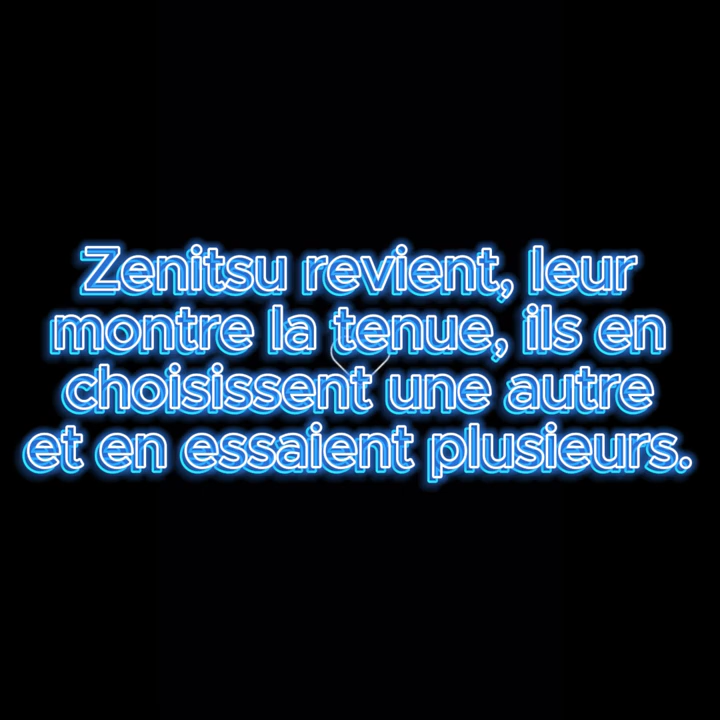 Zenitsu revient, leur
montre la tenue, ils en
choisissent une autre
et en essaient plusieurs.